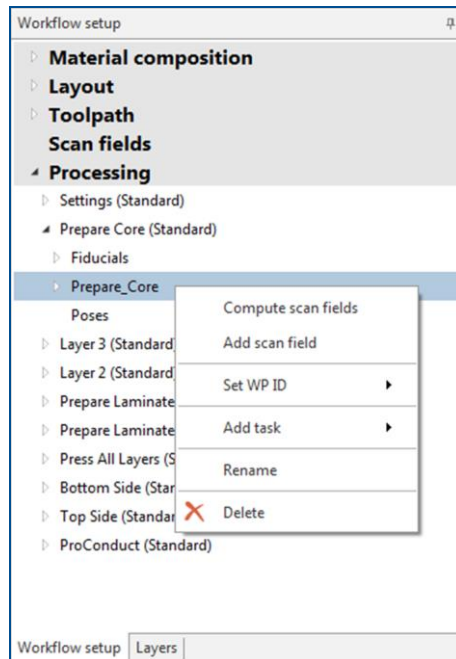 Workflow setup
Material composition
Layout
Toolpath
Scan fields
Processing
Settings (Standard)
Prepare Core (Standard)
Fiducials
Prepare_Core
Poses
Layer 3 (Standard)
Layer 2 (Standard)
Prepare Laminate
Prepare Laminate
Press All Layers (S
Bottom Side (Star
Top Side (Standar
ProConduct (Standard)
Compute scan fields
Add scan field
Set WP ID
Add task
Rename
Delete
Workflow setup Layers